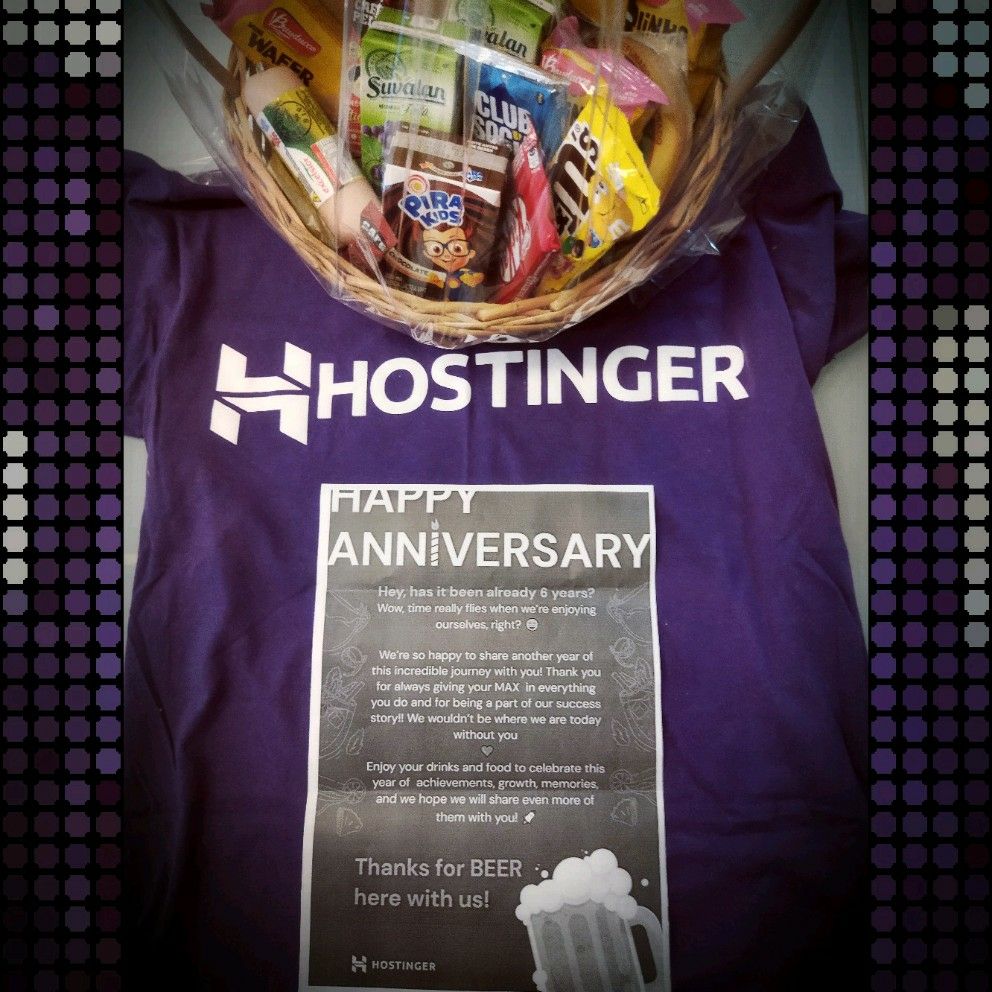 Bauducco
WAFER
Suvalan
Suvalan
CLUB
SOCIAL
PIRA
KIDS
CHOCOLATE
CAFÉ
HOSTINGER
HAPPY
ANNIVERSARY
Hey, has it been already 6 years?
Wow, time really flies when we're enjoying
ourselves, right? 😄
We're so happy to share another year of
this incredible journey with you! Thank you
for always giving your MAX in everything
you do and for being a part of our success
story!! We wouldn't be where we are today
without you
Enjoy your drinks and food to celebrate this
year of achievements, growth, memories,
and we hope we will share even more of
them with you!
Thanks for BEER
here with us!
HOSTINGER